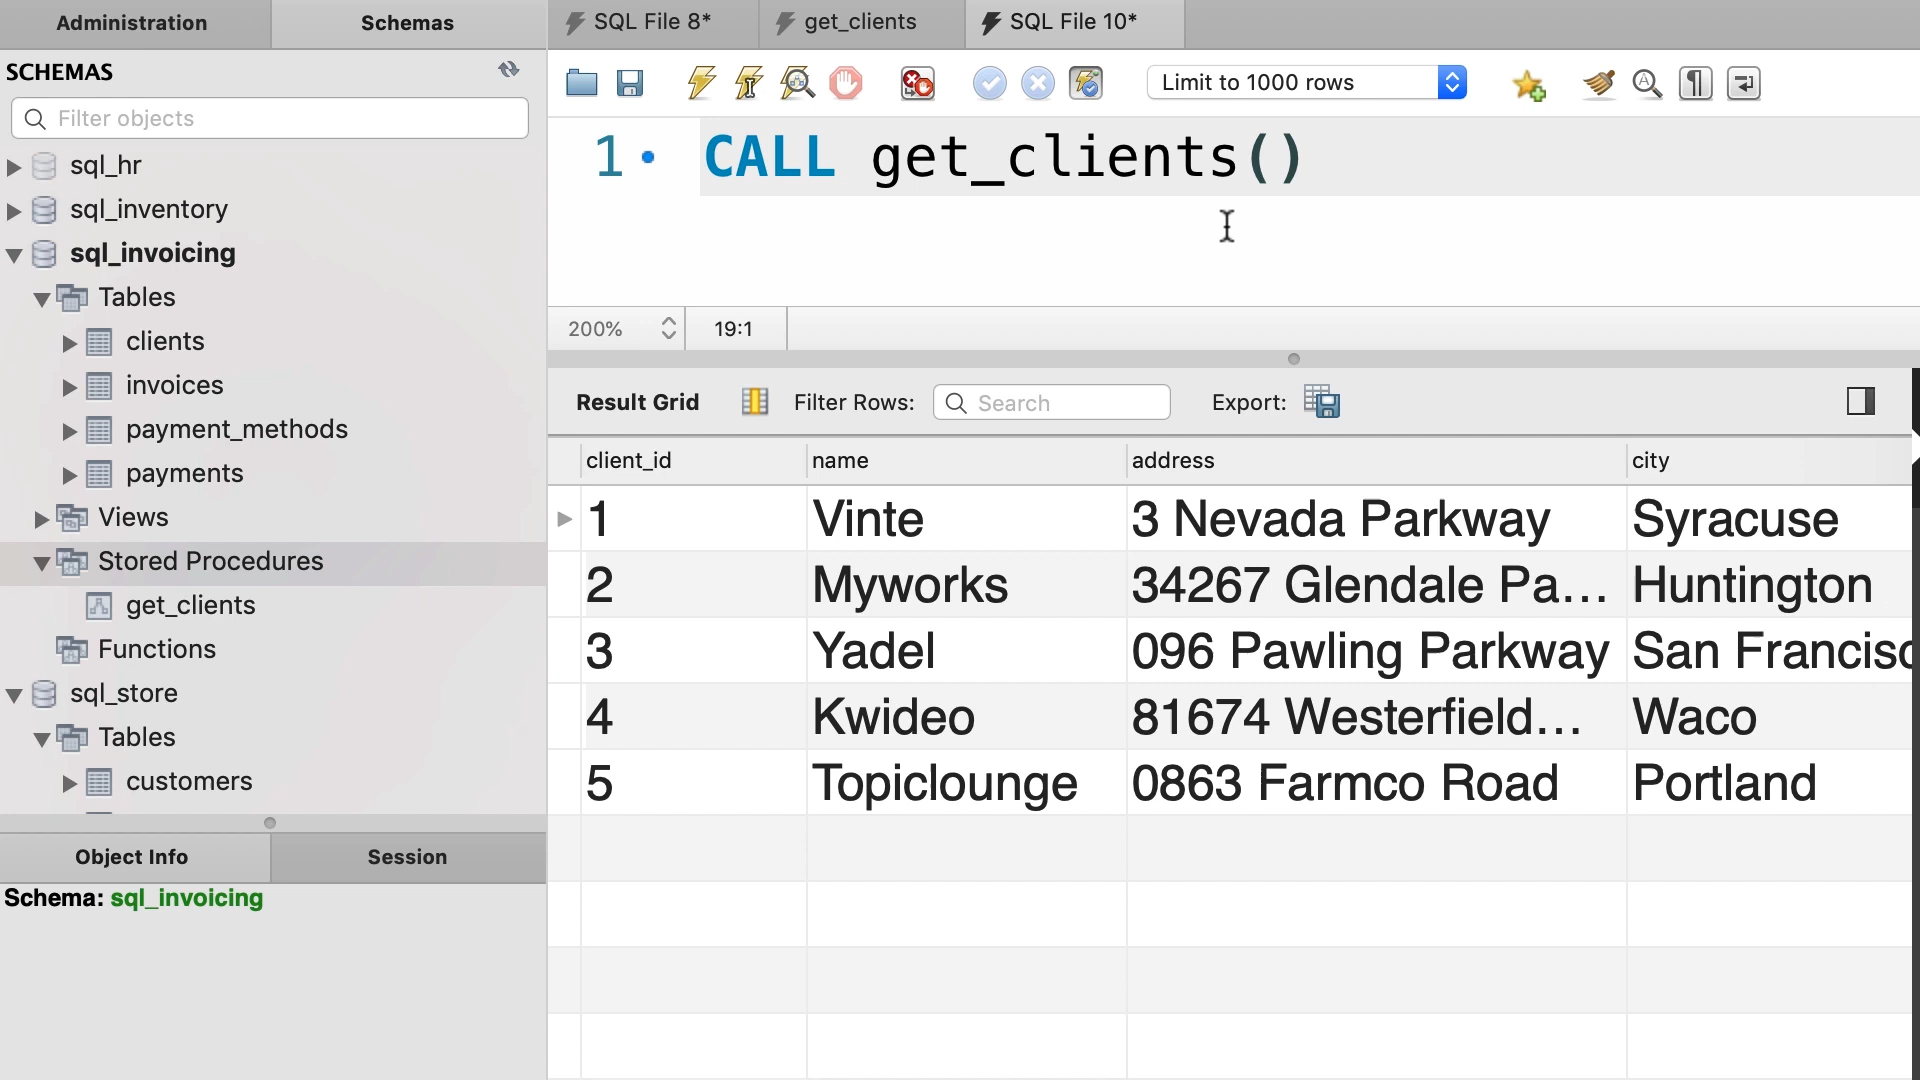 Administration
Schemas
SCHEMAS
Filter objects
sql_hr
sql_inventory
sql_invoicing
Tables
clients
invoices
payment_methods
payments
Views
Stored Procedures
get_clients
Functions
sql_store
Tables
customers
Object Info
Session
Schema: sql_invoicing
SQL File 8*
get_clients
SQL File 10*
Limit to 1000 rows
1 CALL get_clients()
200%
19:1
Result Grid
Filter Rows:
Search
Export:
client_id name address city
1 Vinte 3 Nevada Parkway Syracuse
2 Myworks 34267 Glendale Pa... Huntington
3 Yadel 096 Pawling Parkway San Francisc
4 Kwideo 81674 Westerfield... Waco
5 Topiclounge 0863 Farmco Road Portland